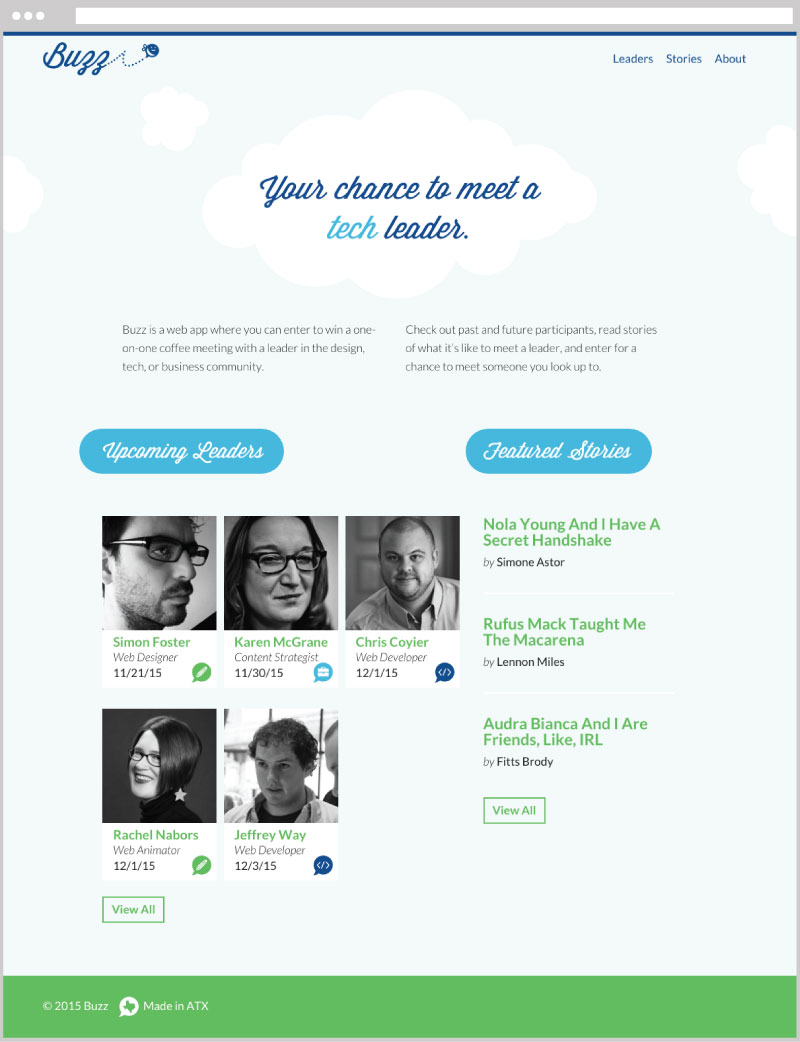 Buzz
Leaders Stories About
Your chance to meet a
tech leader.
Buzz is a web app where you can enter to win a one-
on-one coffee meeting with a leader in the design,
tech, or business community.
Check out past and future participants, read stories
of what it's like to meet a leader, and enter for a
chance to meet someone you look up to.
Upcoming Leaders
Simon Foster
Web Designer
11/21/15
Karen McGrane
Content Strategist
11/30/15
Chris Coyier
Web Developer
12/1/15
</>
Rachel Nabors
Web Animator
12/1/15
Jeffrey Way
Web Developer
12/3/15
</>
View All
Featured Stories
Nola Young And I Have A
Secret Handshake
by Simone Astor
Rufus Mack Taught Me
The Macarena
by Lennon Miles
Audra Bianca And I Are
Friends, Like, IRL
by Fitts Brody
View All
© 2015 Buzz Made in ATX